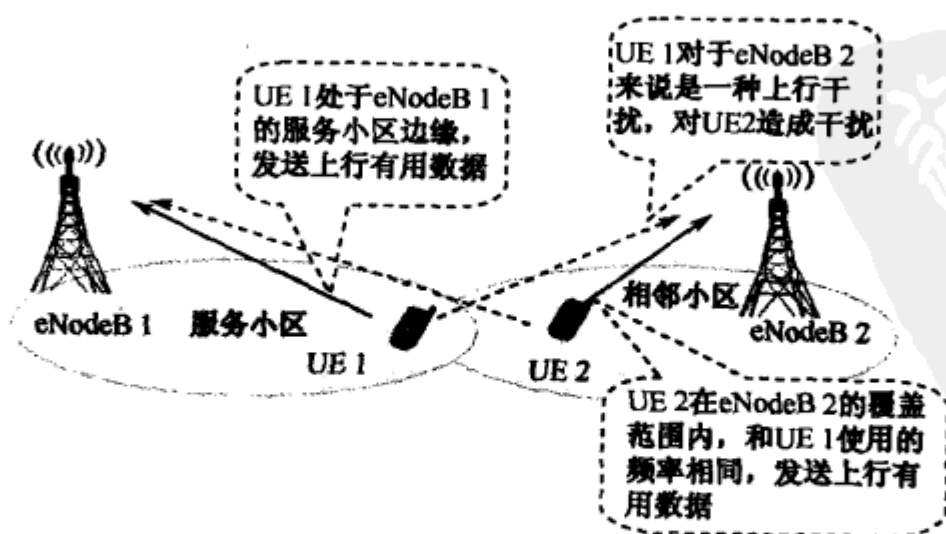 UE 1对于eNodeB 2
来说是一种上行干
扰，对UE2造成干扰
UE 1处于eNodeB 1
的服务小区边缘，
发送上行有用数据
eNodeB 1
服务小区
UE 1
UE 2
相邻小区
eNodeB 2
UE 2在eNodeB 2的覆盖
范围内，和UE 1使用的
频率相同，发送上行有
用数据